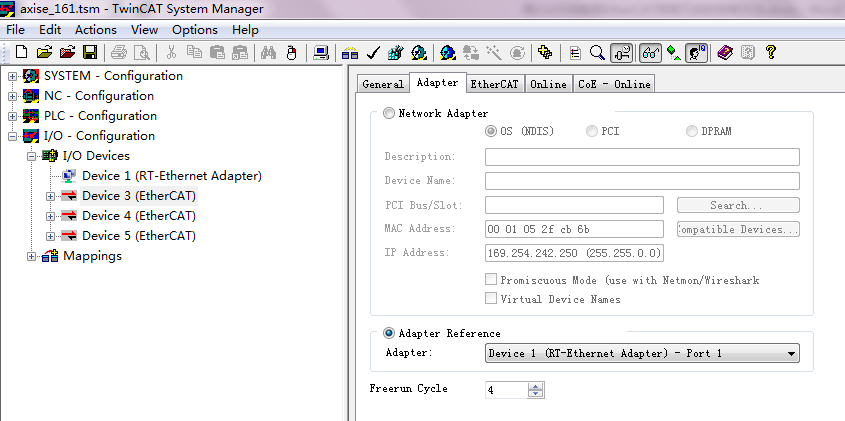 axise_161.tsm - TwinCAT System Manager
File Edit Actions View Options Help
SYSTEM - Configuration
NC - Configuration
PLC - Configuration
I/O - Configuration
I/O Devices
Device 1 (RT-Ethernet Adapter)
Device 3 (EtherCAT)
Device 4 (EtherCAT)
Device 5 (EtherCAT)
Mappings
General Adapter EtherCAT Online CoE - Online
Network Adapter
OS (NDIS) PCI DPRAM
Description:
Device Name:
PCI Bus/Slot: Search...
MAC Address: 00 01 05 2f cb 6b Compatible Devices...
IP Address: 169.254.242.250 (255.255.0.0)
Promiscuous Mode (use with Netmon/Wireshark
Virtual Device Names
Adapter Reference
Adapter: Device 1 (RT-Ethernet Adapter) - Port 1
Freerun Cycle 4